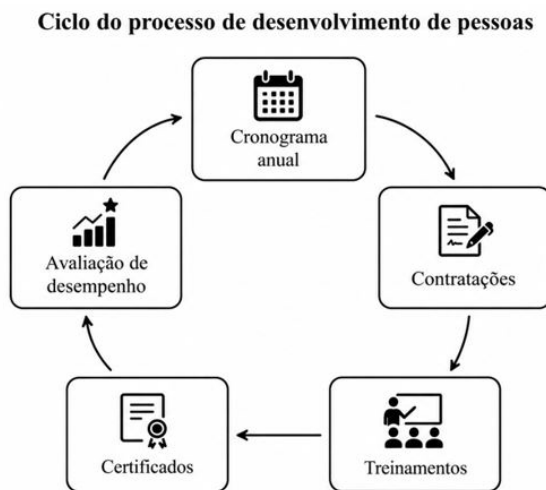 Ciclo do processo de desenvolvimento de pessoas
Cronograma
anual
Contratações
Treinamentos
Certificados
Avaliação de
desempenho